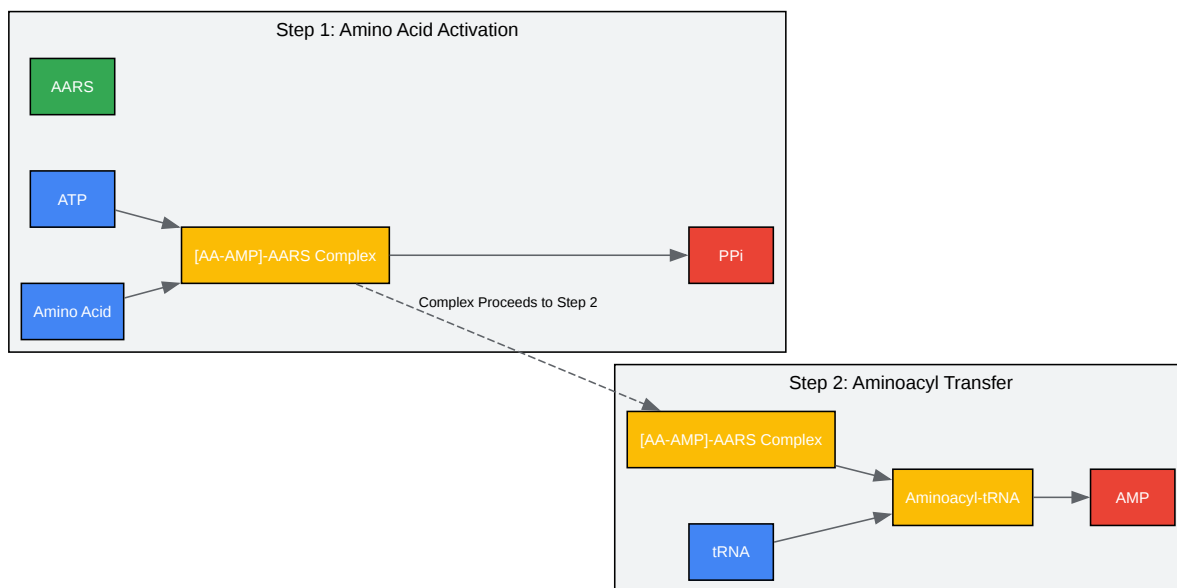 Step 1: Amino Acid Activation
AARS
ATP
[AA-AMP]-AARS Complex
PPi
Amino Acid
Complex Proceeds to Step 2
Step 2: Aminoacyl Transfer
[AA-AMP]-AARS Complex
Aminoacyl-tRNA
AMP
tRNA